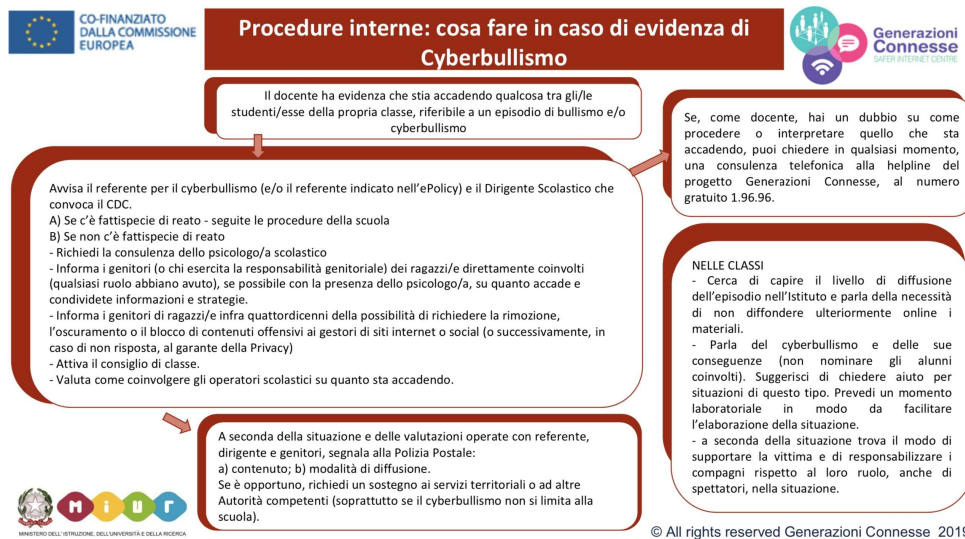 CO-FINANZIATO
DALLA COMMISSIONE
EUROPEA
Procedure interne: cosa fare in caso di evidenza di
Cyberbullismo
Generazioni
Connesse
SAFER INTERNET CENTRE
Il docente ha evidenza che stia accadendo qualcosa tra gli/le
studenti/esse della propria classe, riferibile a un episodio di bullismo e/o
cyberbullismo
Se, come docente, hai un dubbio su come
procedere o interpretare quello che sta
accadendo, puoi chiedere in qualsiasi momento,
una consulenza telefonica alla helpline del
progetto Generazioni Connesse, al numero
gratuito 1.96.96.
Avvisa il referente per il cyberbullismo (e/o il referente indicato nell'ePolicy) e il Dirigente Scolastico che
convoca il CDC.
A) Se c'è fattispecie di reato - seguite le procedure della scuola
B) Se non c'è fattispecie di reato
- Richiedi la consulenza dello psicologo/a scolastico
- Informa i genitori (o chi esercita la responsabilità genitoriale) dei ragazzi/e direttamente coinvolti
(qualsiasi ruolo abbiano avuto), se possibile con la presenza dello psicologo/a, su quanto accade e
condividete informazioni e strategie.
- Informa i genitori di ragazzi/e infra quattordicenni della possibilità di richiedere la rimozione,
l'oscuramento o il blocco di contenuti offensivi ai gestori di siti internet o social (o successivamente, in
caso di non risposta, al garante della Privacy)
- Attiva il consiglio di classe.
- Valuta come coinvolgere gli operatori scolastici su quanto sta accadendo.
NELLE CLASSI
- Cerca di capire il livello di diffusione
dell'episodio nell'Istituto e parla della necessità
di non diffondere ulteriormente online i
materiali.
- Parla del cyberbullismo e delle sue
conseguenze (non nominare gli alunni
coinvolti). Suggerisci di chiedere aiuto per
situazioni di questo tipo. Prevedi un momento
laboratoriale in modo da facilitare
l'elaborazione della situazione.
- a seconda della situazione trova il modo di
supportare la vittima e di responsabilizzare i
compagni rispetto al loro ruolo, anche di
spettatori, nella situazione.
A seconda della situazione e delle valutazioni operate con referente,
dirigente e genitori, segnala alla Polizia Postale:
a) contenuto; b) modalità di diffusione.
Se è opportuno, richiedi un sostegno ai servizi territoriali o ad altre
Autorità competenti (soprattutto se il cyberbullismo non si limita alla
scuola).
M i u r
MINISTERO DELL' ISTRUZIONE, DELL'UNIVERSITÀ E DELLA RICERCA
© All rights reserved Generazioni Connesse 2019